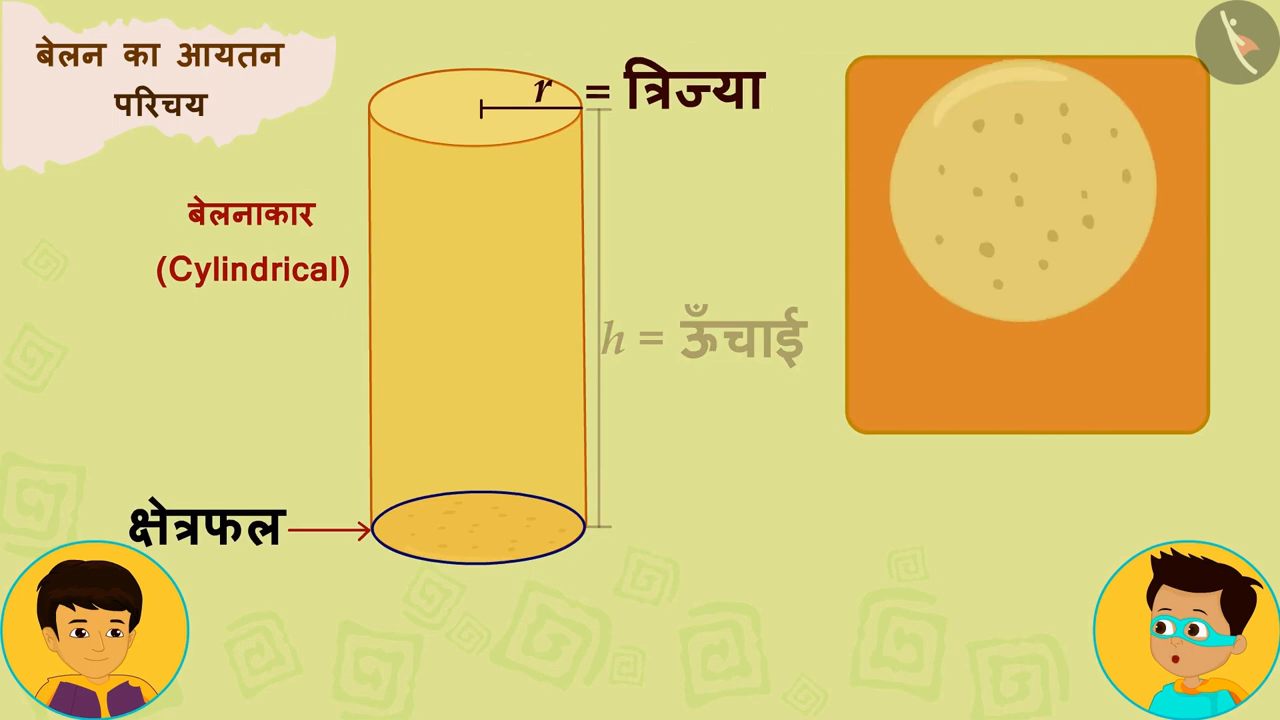 बेलन का आयतन
परिचय
r = त्रिज्या
बेलनाकार
(Cylindrical)
h = ऊँचाई
क्षेत्रफल